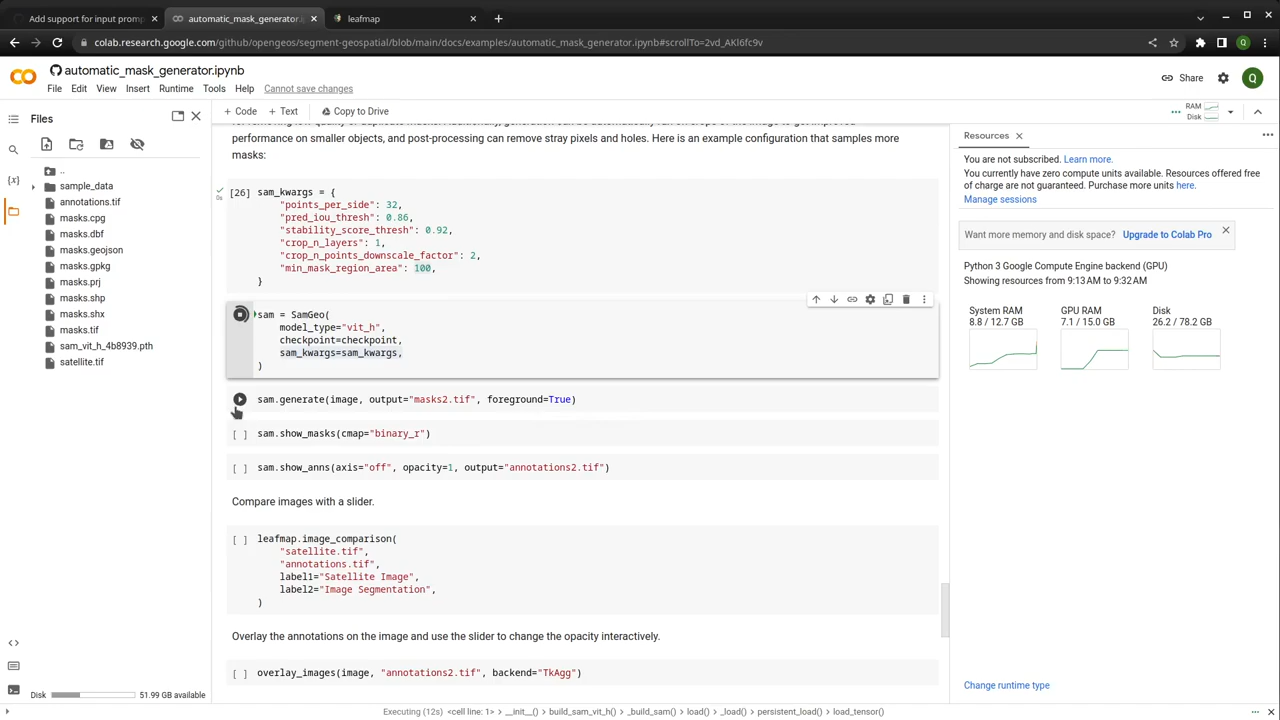 Add support for input promp
automatic_mask_generator.i
leafmap
colab.research.google.com/github/opengeos/segment-geospatial/blob/main/docs/examples/automatic_mask_generator.ipynb#scrollTo=2vd_AKl6fc9v
Q
automatic_mask_generator.ipynb
File Edit View Insert Runtime Tools Help Cannot save changes
Share
Q
Files
+ Code + Text Copy to Drive
RAM
Disk
performance on smaller objects, and post-processing can remove stray pixels and holes. Here is an example configuration that samples more
masks:
..
sample_data
annotations.tif
masks.cpg
masks.dbf
masks.geojson
masks.gpkg
masks.prj
masks.shp
masks.shx
masks.tif
sam_vit_h_4b8939.pth
satellite.tif
Disk 51.99 GB available
0s
[26] sam_kwargs = {
"points_per_side": 32,
"pred_iou_thresh": 0.86,
"stability_score_thresh": 0.92,
"crop_n_layers": 1,
"crop_n_points_downscale_factor": 2,
"min_mask_region_area": 100,
}
sam = SamGeo(
model_type="vit_h",
checkpoint=checkpoint,
sam_kwargs=sam_kwargs,
)
sam.generate(image, output="masks2.tif", foreground=True)
[ ] sam.show_masks(cmap="binary_r")
[ ] sam.show_anns(axis="off", opacity=1, output="annotations2.tif")
Compare images with a slider.
[ ] leafmap.image_comparison(
"satellite.tif",
"annotations.tif",
label1="Satellite Image",
label2="Image Segmentation",
)
Overlay the annotations on the image and use the slider to change the opacity interactively.
[ ] overlay_images(image, "annotations2.tif", backend="TkAgg")
Resources
You are not subscribed. Learn more.
You currently have zero compute units available. Resources offered free
of charge are not guaranteed. Purchase more units here.
Manage sessions
Want more memory and disk space? Upgrade to Colab Pro
Python 3 Google Compute Engine backend (GPU)
Showing resources from 9:13 AM to 9:32 AM
System RAM
8.8 / 12.7 GB
GPU RAM
7.1 / 15.0 GB
Disk
26.2 / 78.2 GB
Change runtime type
Executing (12s) <cell line: 1> > __init__() > build_sam_vit_h() > _build_sam() > load() > _load() > persistent_load() > load_tensor()